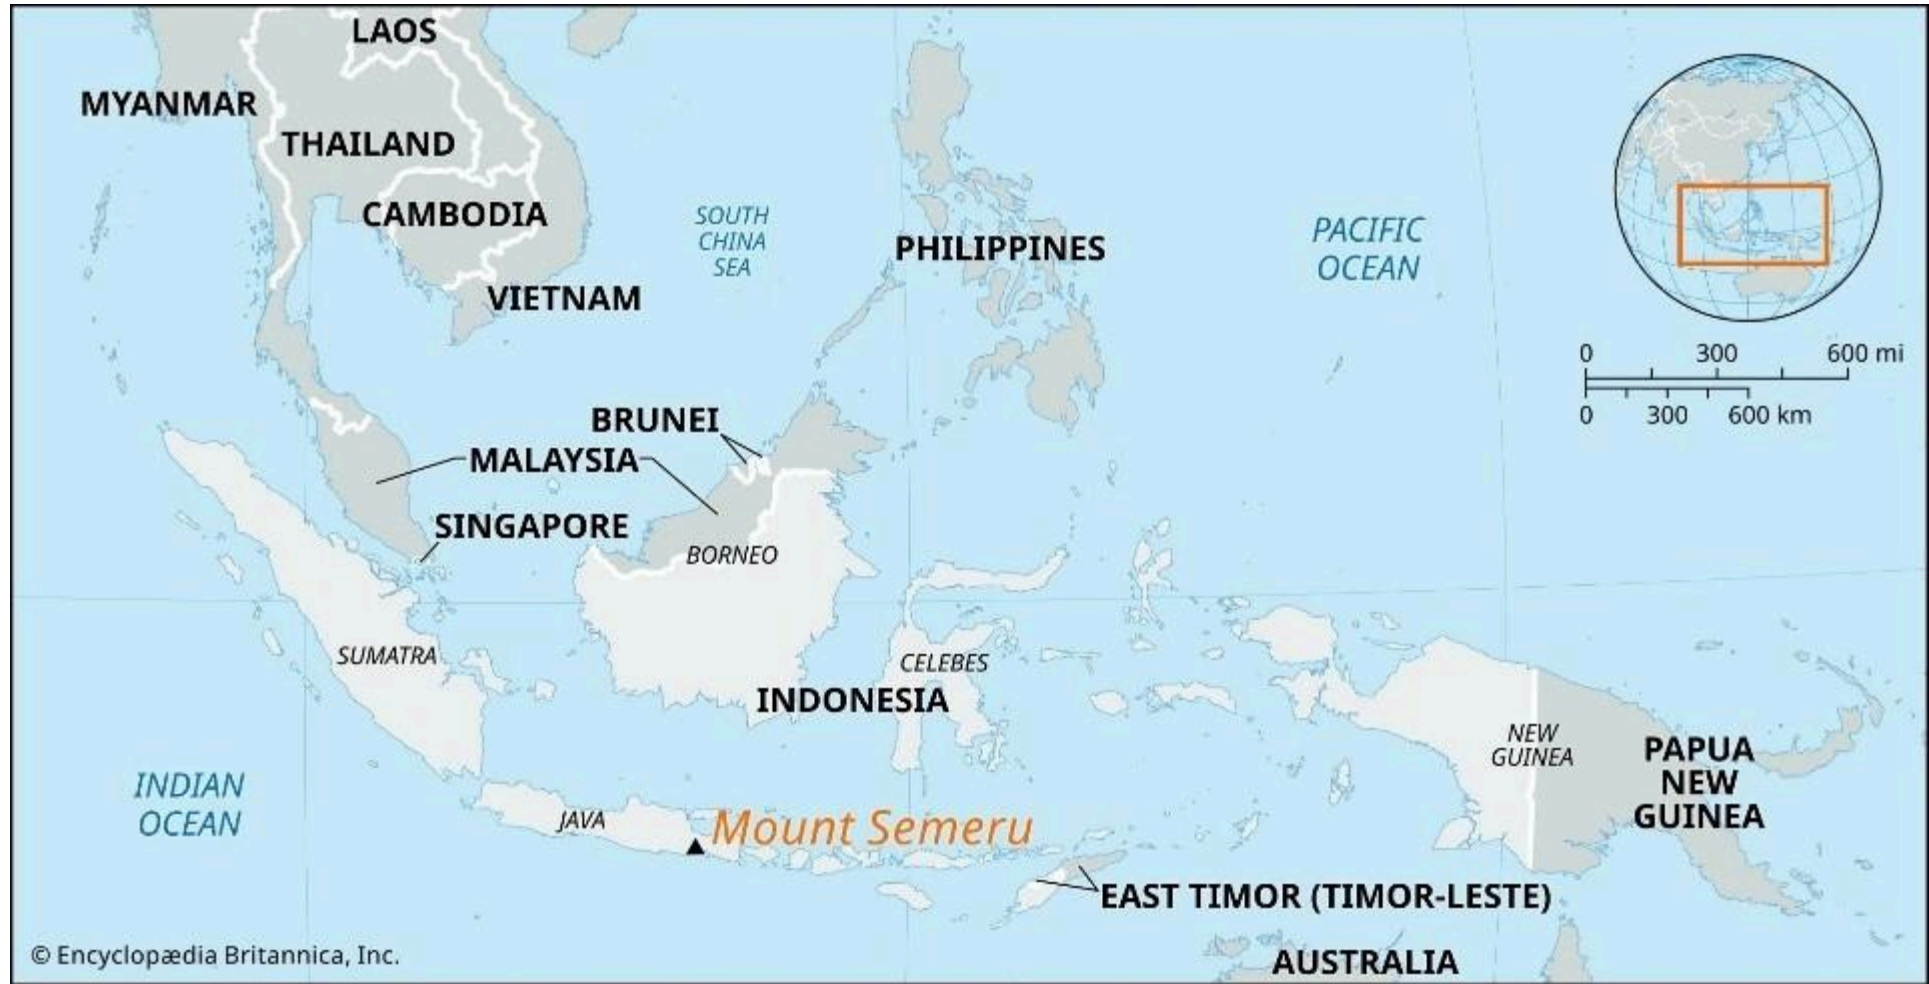 LAOS
MYANMAR
THAILAND
CAMBODIA
VIETNAM
SOUTH
CHINA
SEA
PHILIPPINES
PACIFIC
OCEAN
0 300 600 mi
0 300 600 km
BRUNEI
MALAYSIA
SINGAPORE
BORNEO
SUMATRA
CELEBES
INDONESIA
NEW
GUINEA
PAPUA
NEW
GUINEA
INDIAN
OCEAN
JAVA
Mount Semeru
EAST TIMOR (TIMOR-LESTE)
AUSTRALIA
© Encyclopædia Britannica, Inc.